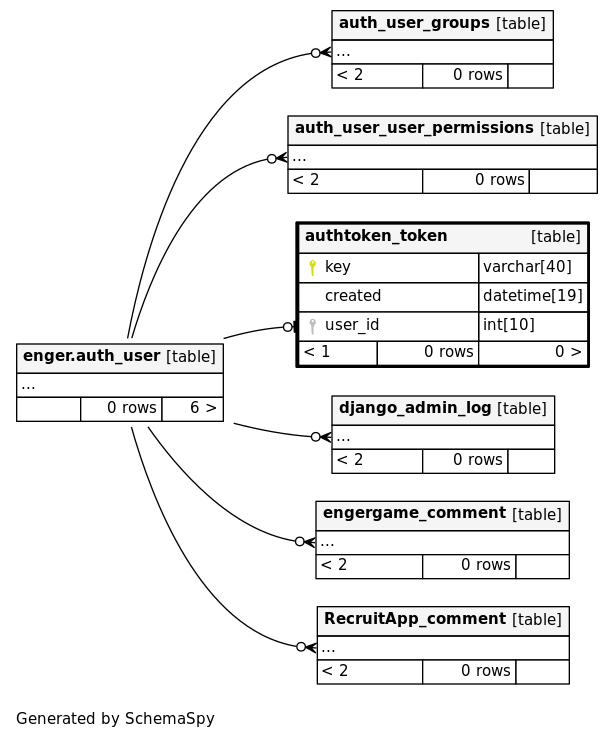 auth_user_groups [table]
...
< 2 0 rows
auth_user_user_permissions [table]
...
< 2 0 rows
authtoken_token [table]
key varchar[40]
created datetime[19]
user_id int[10]
< 1 0 rows 0 >
enger.auth_user [table]
...
0 rows 6 >
django_admin_log [table]
...
< 2 0 rows
engergame_comment [table]
...
< 2 0 rows
RecruitApp_comment [table]
...
< 2 0 rows
Generated by SchemaSpy